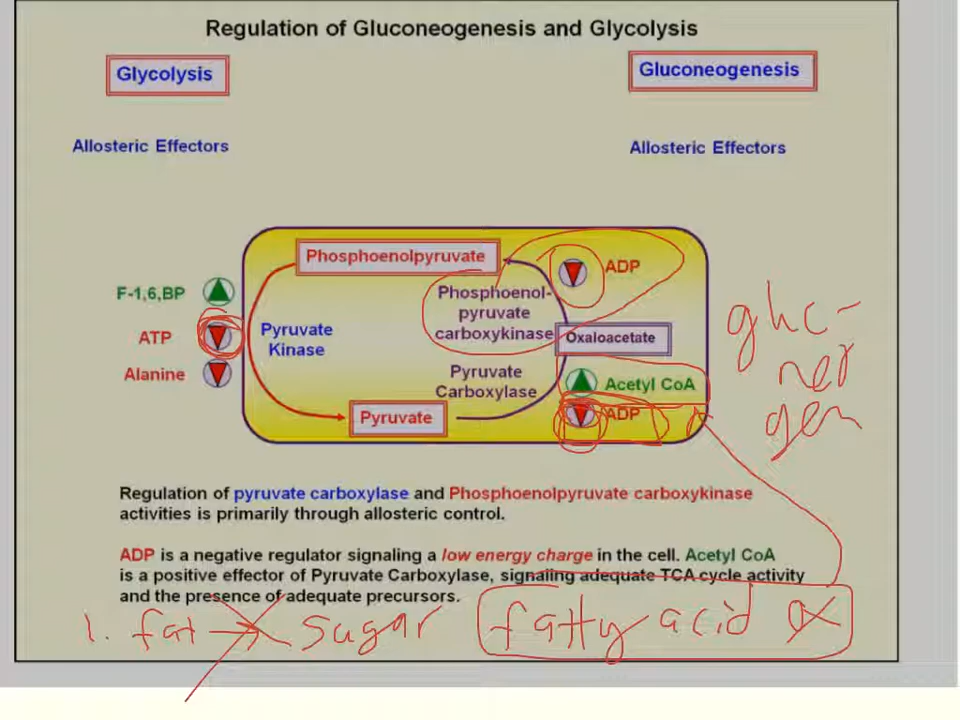 Regulation of Gluconeogenesis and Glycolysis
Glycolysis
Gluconeogenesis
Allosteric Effectors
Allosteric Effectors
Phosphoenolpyruvate
ADP
F-1,6,BP
Phosphoenol-
pyruvate
carboxykinase
ATP
Pyruvate
Kinase
Oxaloacetate
Alanine
Pyruvate
Carboxylase
Acetyl CoA
Pyruvate
ADP
Regulation of pyruvate carboxylase and Phosphoenolpyruvate carboxykinase
activities is primarily through allosteric control.
ADP is a negative regulator signaling a low energy charge in the cell. Acetyl CoA
is a positive effector of Pyruvate Carboxylase, signaling adequate TCA cycle activity
and the presence of adequate precursors.
1. fat → sugar
fatty acid